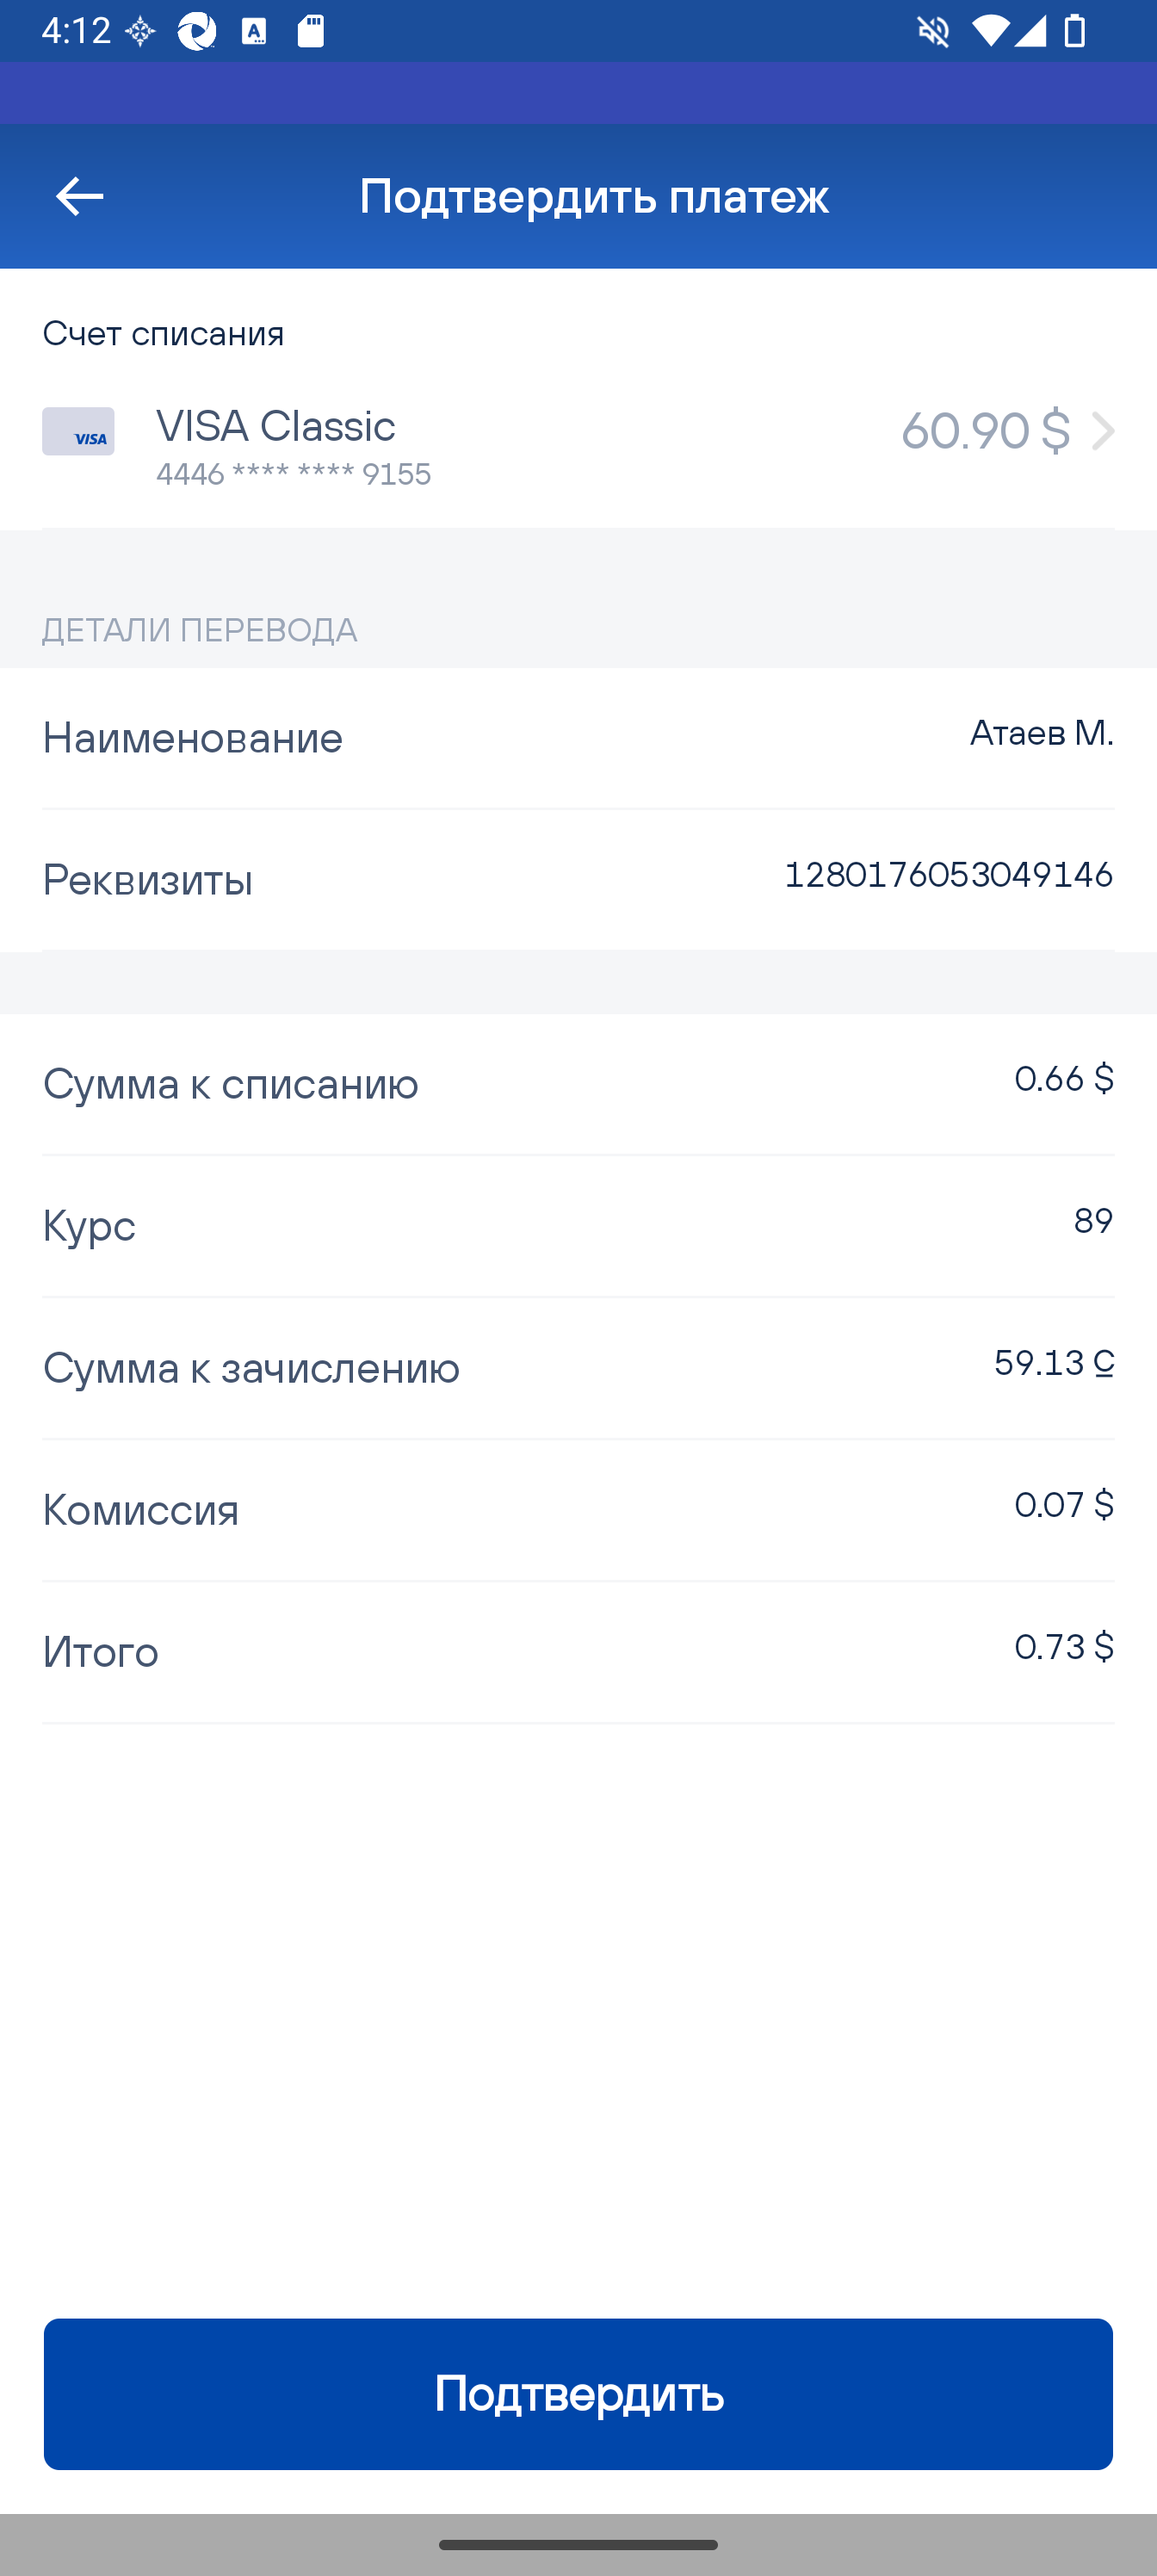 4:12
Подтвердить платеж
Счет списания
VISA
VISA Classic
60.90 $
4446 **** **** 9155
ДЕТАЛИ ПЕРЕВОДА
Наименование
Атаев М.
Реквизиты
1280176053049146
Сумма к списанию
0.66 $
Курс
89
Сумма к зачислению
59.13 С
Комиссия
0.07 $
Итого
0.73 $
Подтвердить